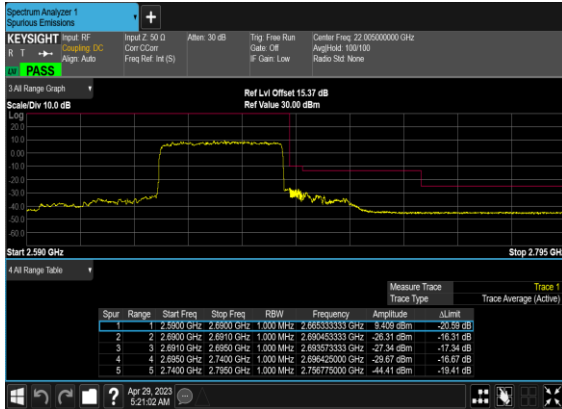 Spectrum Analyzer 1
Spurious Emissions
+
KEYSIGHT Input: RF Input Z: 50 Ω Atten: 30 dB Trig: Free Run Center Freq: 22.005000000 GHz
R T Coupling: DC Corr CCorr Gate: Off Avg|Hold: 100/100
Align: Auto Freq Ref: Int (S) IF Gain: Low Radio Std: None
PASS
3 All Range Graph
Ref Lvl Offset 15.37 dB
Scale/Div 10.0 dB Ref Value 30.00 dBm
Log
20.0
10.0
0.00
-10.0
-20.0
-30.0
-40.0
-50.0
-60.0
Start 2.590 GHz Stop 2.795 GH
4 All Range Table
Measure Trace Trace 1
Trace Type Trace Average (Active)
Spur Range Start Freq Stop Freq RBW Frequency Amplitude ΔLimit
1 1 2.5900 GHz 2.6900 GHz 1.000 MHz 2.665333333 GHz 9.409 dBm -20.59 dB
2 2 2.6900 GHz 2.6910 GHz 1.000 MHz 2.690453333 GHz -26.31 dBm -16.31 dB
3 3 2.6910 GHz 2.6950 GHz 1.000 MHz 2.693573333 GHz -27.34 dBm -17.34 dB
4 4 2.6950 GHz 2.7400 GHz 1.000 MHz 2.696425000 GHz -29.67 dBm -16.67 dB
5 5 2.7400 GHz 2.7950 GHz 1.000 MHz 2.756775000 GHz -44.41 dBm -19.41 dB
? Apr 29, 2023
5:21:02 AM